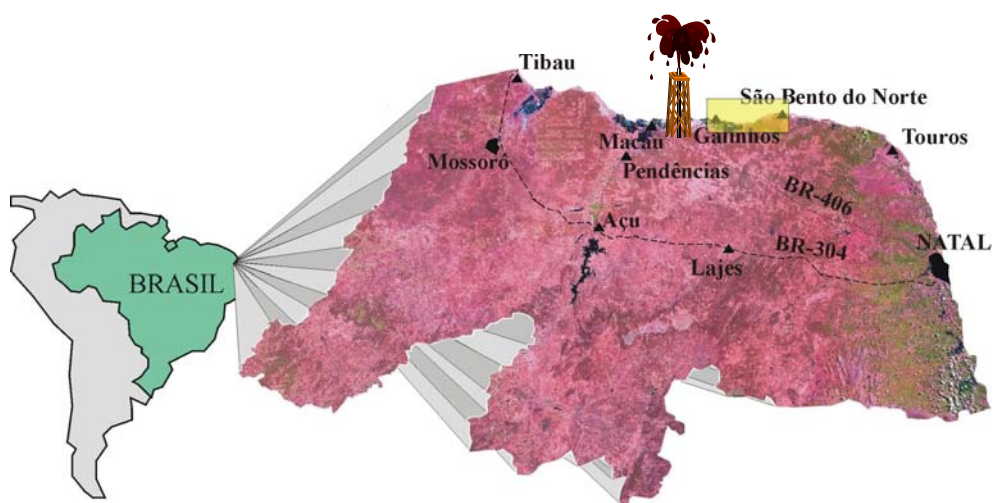 Tibau
São Bento do Norte
Galinhos
Macau
Touros
Mossoró
Pendências
BR-406
Açu
BR-304
NATAL
Lajes
BRASIL